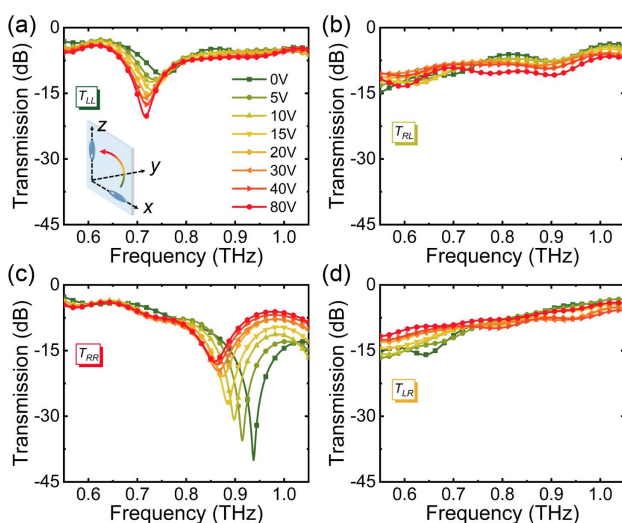 (a)
0
-15
-30
-45
Transmission (dB)
T_LL
z
y
x
0V
5V
10V
15V
20V
30V
40V
80V
0.6 0.7 0.8 0.9 1.0
Frequency (THz)
(b)
0
-15
-30
-45
Transmission (dB)
T_RL
0.6 0.7 0.8 0.9 1.0
Frequency (THz)
(c)
0
-15
-30
-45
Transmission (dB)
T_RR
0.6 0.7 0.8 0.9 1.0
Frequency (THz)
(d)
0
-15
-30
-45
Transmission (dB)
T_LR
0.6 0.7 0.8 0.9 1.0
Frequency (THz)